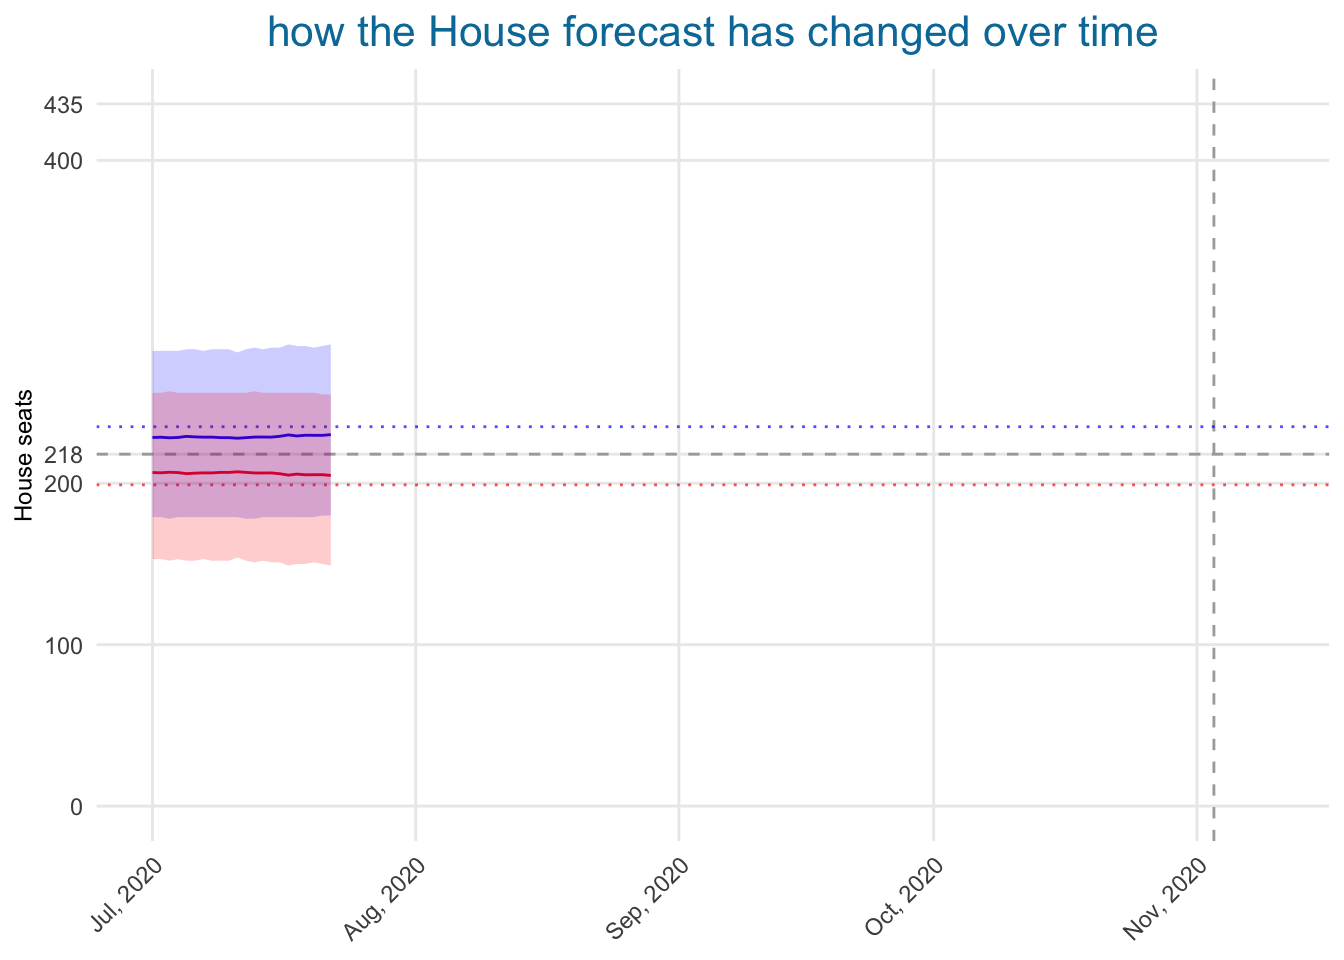 how the House forecast has changed over time
435
400
House seats
218
200
100
0
Jul, 2020
Aug, 2020
Sep, 2020
Oct, 2020
Nov, 2020